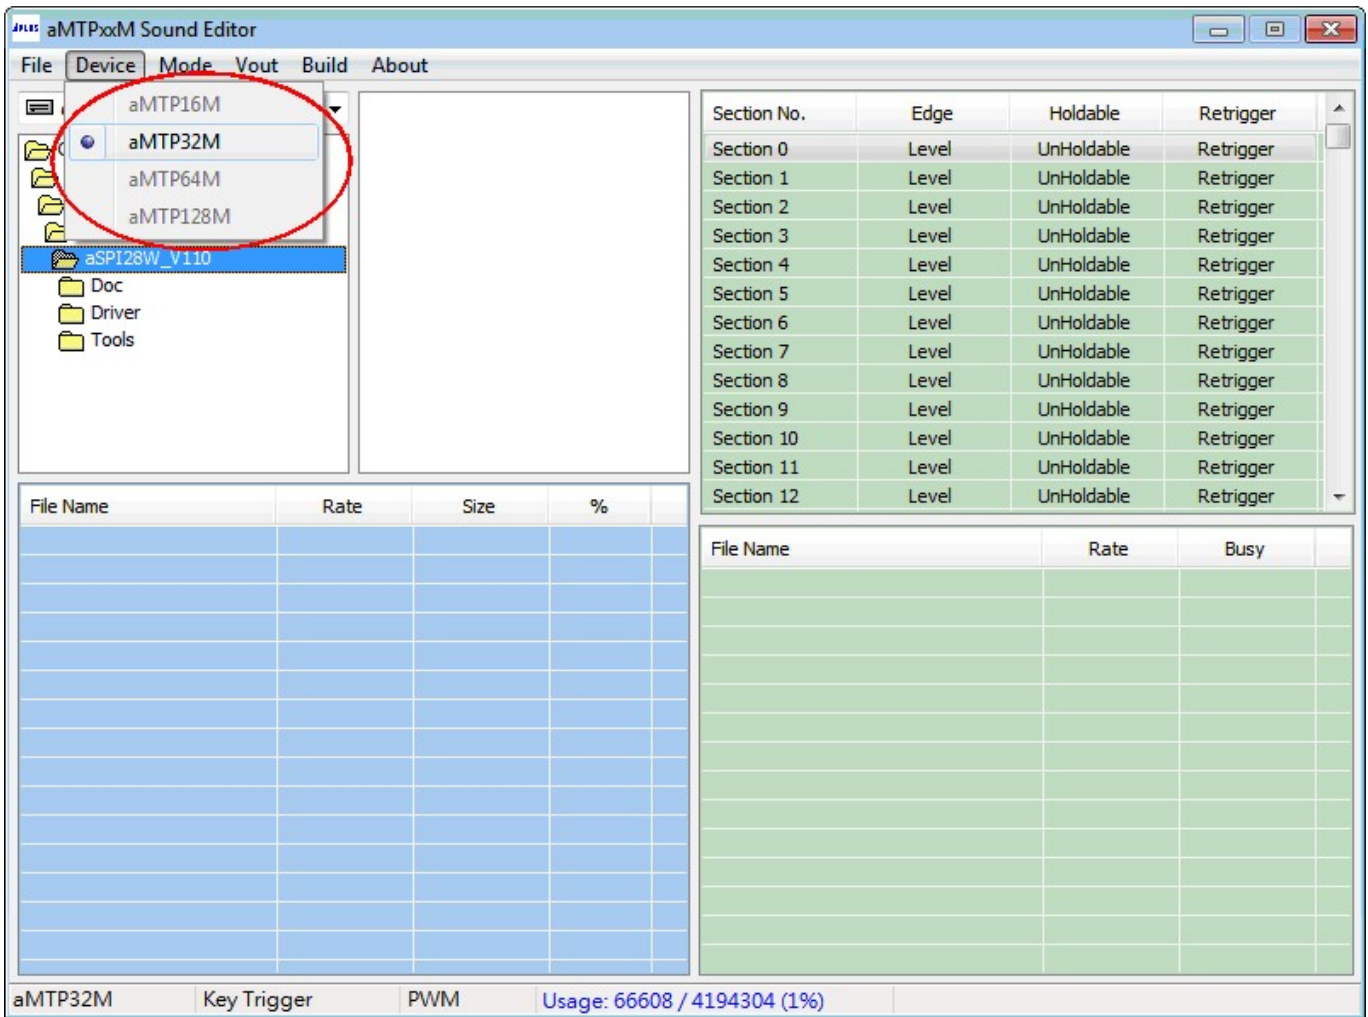 APLUS aMTPxxM Sound Editor
File Device Mode Vout Build About
aMTP16M
aMTP32M
aMTP64M
aMTP128M
aSPI28W_V110
Doc
Driver
Tools
Section No. Edge Holdable Retrigger
Section 0 Level UnHoldable Retrigger
Section 1 Level UnHoldable Retrigger
Section 2 Level UnHoldable Retrigger
Section 3 Level UnHoldable Retrigger
Section 4 Level UnHoldable Retrigger
Section 5 Level UnHoldable Retrigger
Section 6 Level UnHoldable Retrigger
Section 7 Level UnHoldable Retrigger
Section 8 Level UnHoldable Retrigger
Section 9 Level UnHoldable Retrigger
Section 10 Level UnHoldable Retrigger
Section 11 Level UnHoldable Retrigger
Section 12 Level UnHoldable Retrigger
File Name Rate Size %
File Name Rate Busy
aMTP32M Key Trigger PWM Usage: 66608 / 4194304 (1%)